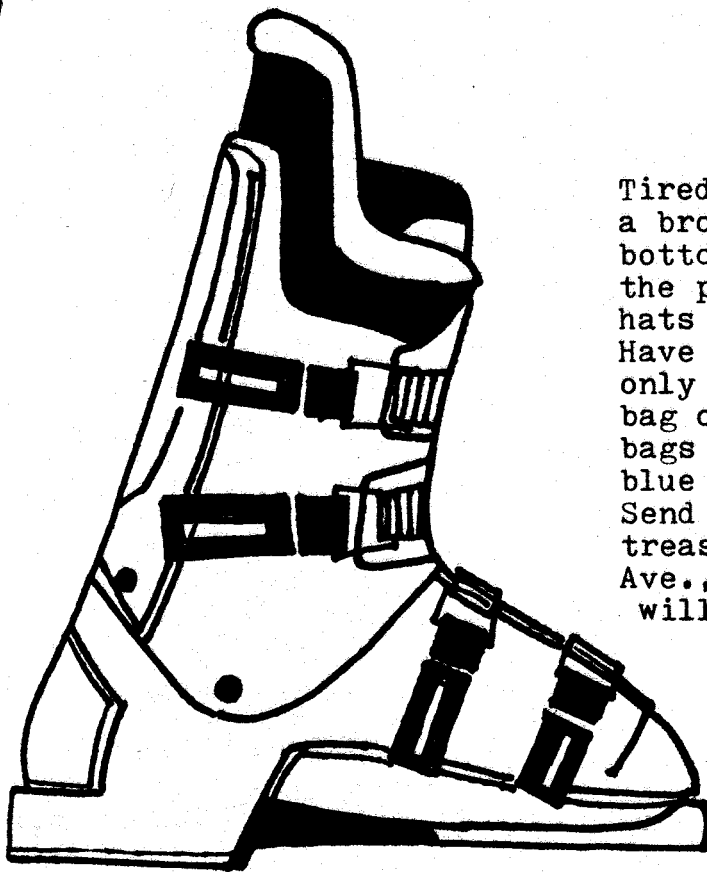 Tired
a bro
botto
the p
hats
Have
only
bag o
bags
blue
Send
treas
Ave.,
will